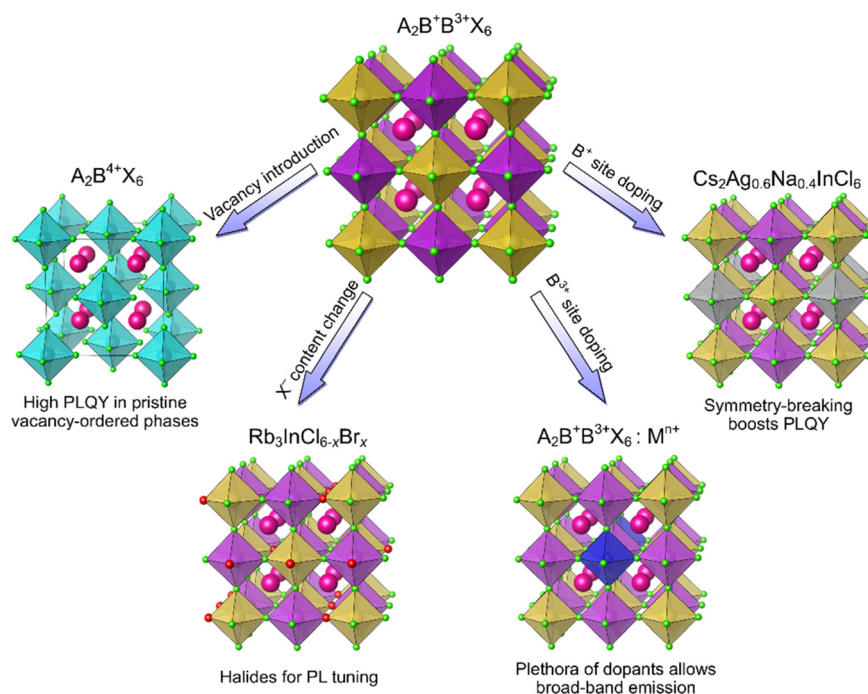 A₂B⁺B³⁺X₆
Vacancy introduction
B⁺ site doping
A₂B⁴⁺X₆
Cs₂Ag₀.₆Na₀.₄InCl₆
X⁻ content change
B³⁺ site doping
High PLQY in pristine
vacancy-ordered phases
Symmetry-breaking
boosts PLQY
Rb₃InCl₆₋ₓBrₓ
A₂B⁺B³⁺X₆ : Mⁿ⁺
Halides for PL tuning
Plethora of dopants allows
broad-band emission